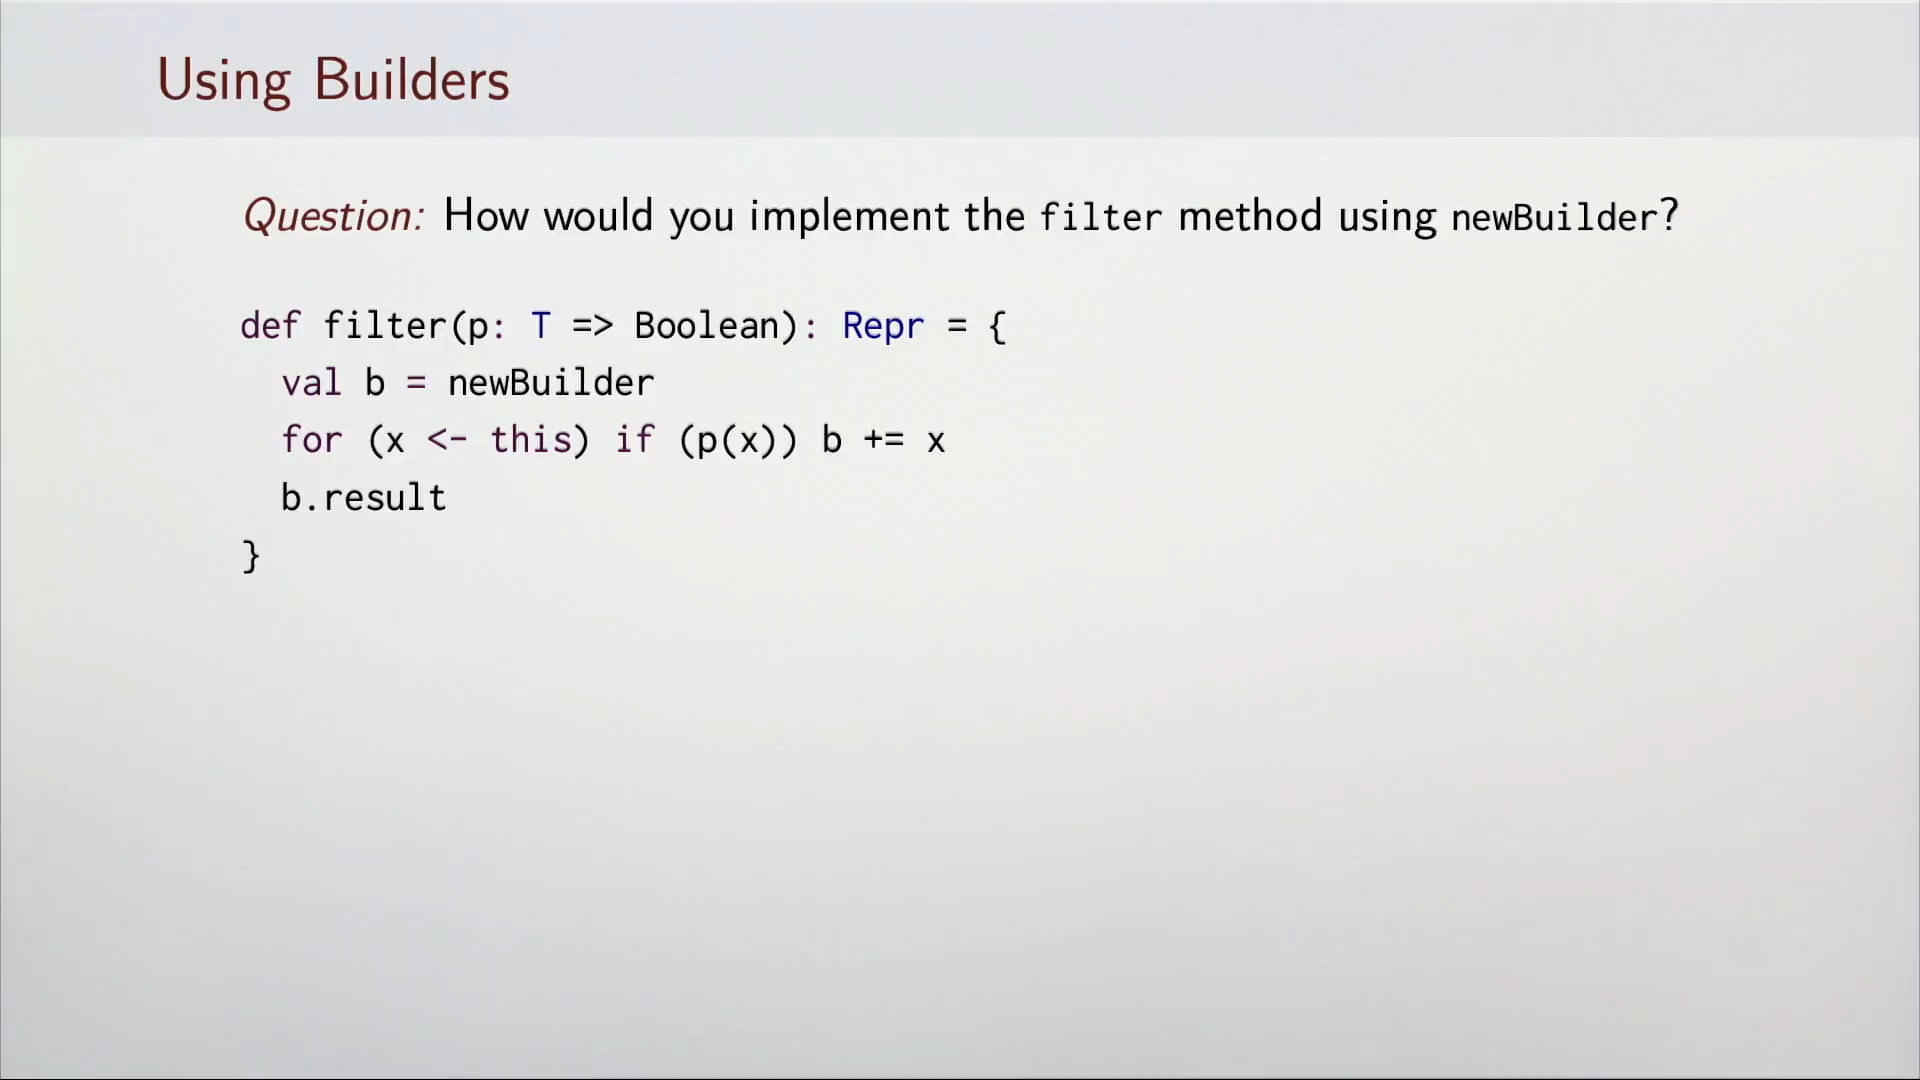 Using Builders
Question: How would you implement the filter method using newBuilder?
def filter(p: T => Boolean): Repr = {
  val b = newBuilder
  for (x <- this) if (p(x)) b += x
  b.result
}